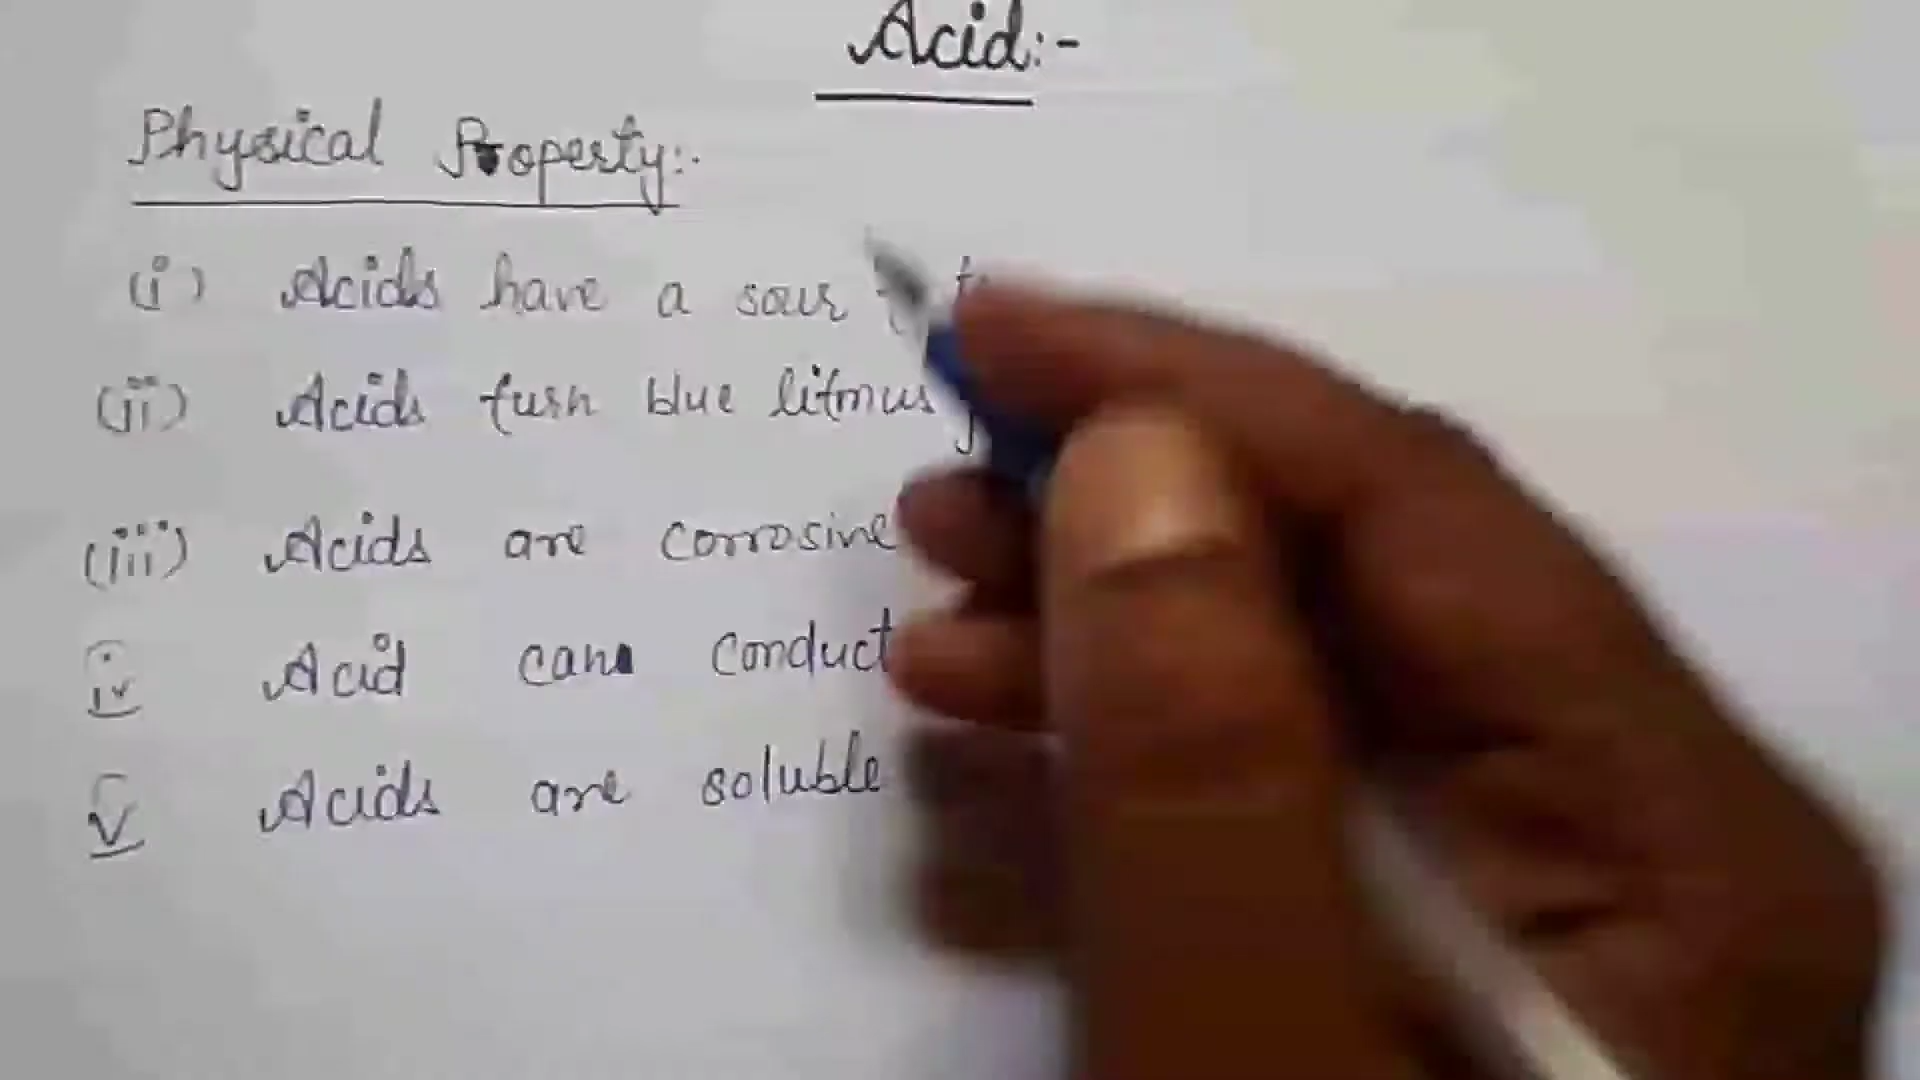 Acid:-
Physical Property:-
(i) Acids have a sour
(ii) Acids turn blue litmus
(iii) Acids are corrosive
iv Acid can conduct
v Acids are soluble